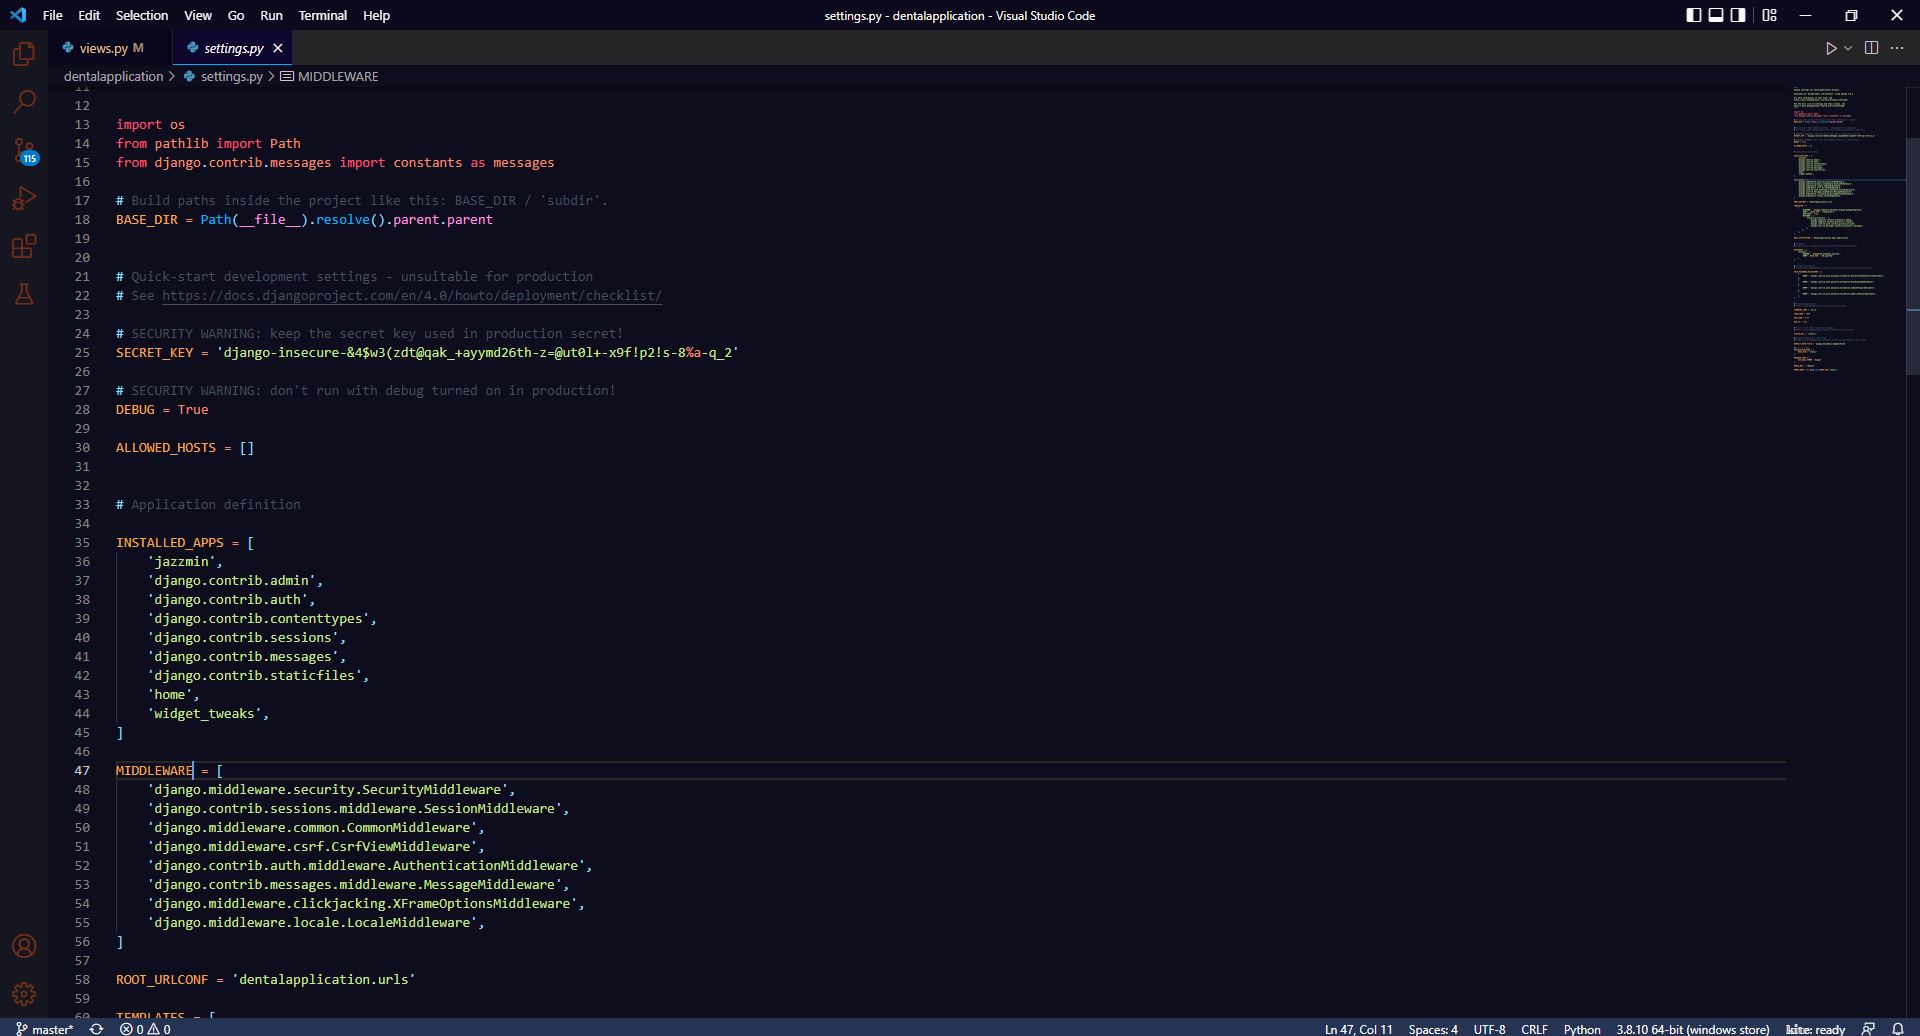 File Edit Selection View Go Run Terminal Help
settings.py - dentalapplication - Visual Studio Code
views.py M
settings.py
dentalapplication > settings.py > MIDDLEWARE
115
11
12
13 import os
14 from pathlib import Path
15 from django.contrib.messages import constants as messages
16
17 # Build paths inside the project like this: BASE_DIR / 'subdir'.
18 BASE_DIR = Path(__file__).resolve().parent.parent
19
20
21 # Quick-start development settings - unsuitable for production
22 # See https://docs.djangoproject.com/en/4.0/howto/deployment/checklist/
23
24 # SECURITY WARNING: keep the secret key used in production secret!
25 SECRET_KEY = 'django-insecure-&4$w3(zdt@qak_+ayymd26th-z=@ut0l+-x9f!p2!s-8%a-q_2'
26
27 # SECURITY WARNING: don't run with debug turned on in production!
28 DEBUG = True
29
30 ALLOWED_HOSTS = []
31
32
33 # Application definition
34
35 INSTALLED_APPS = [
36 'jazzmin',
37 'django.contrib.admin',
38 'django.contrib.auth',
39 'django.contrib.contenttypes',
40 'django.contrib.sessions',
41 'django.contrib.messages',
42 'django.contrib.staticfiles',
43 'home',
44 'widget_tweaks',
45 ]
46
47 MIDDLEWARE = [
48 'django.middleware.security.SecurityMiddleware',
49 'django.contrib.sessions.middleware.SessionMiddleware',
50 'django.middleware.common.CommonMiddleware',
51 'django.middleware.csrf.CsrfViewMiddleware',
52 'django.contrib.auth.middleware.AuthenticationMiddleware',
53 'django.contrib.messages.middleware.MessageMiddleware',
54 'django.middleware.clickjacking.XFrameOptionsMiddleware',
55 'django.middleware.locale.LocaleMiddleware',
56 ]
57
58 ROOT_URLCONF = 'dentalapplication.urls'
59
60 TEMPLATES = [
master* 0 0 Ln 47, Col 11 Spaces: 4 UTF-8 CRLF Python 3.8.10 64-bit (windows store) kite: ready